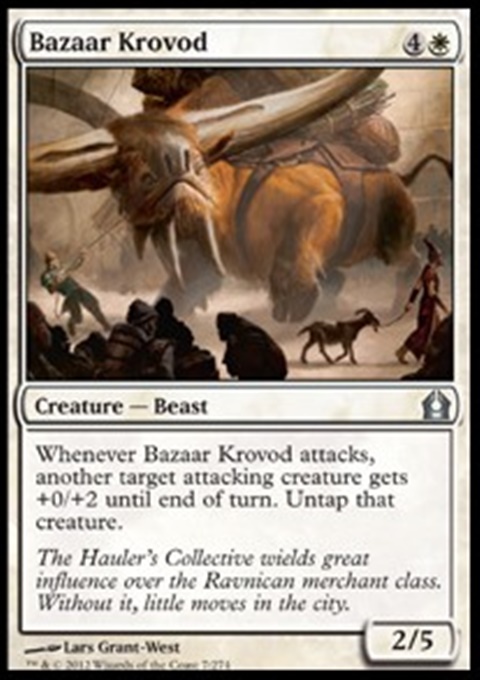 Bazaar Krovod
4
Creature — Beast
Whenever Bazaar Krovod attacks,
another target attacking creature gets
+0/+2 until end of turn. Untap that
creature.
The Hauler's Collective wields great
influence over the Ravnican merchant class.
Without it, little moves in the city.
Lars Grant-West
2/5
™ & © 2012 Wizards of the Coast 7/274